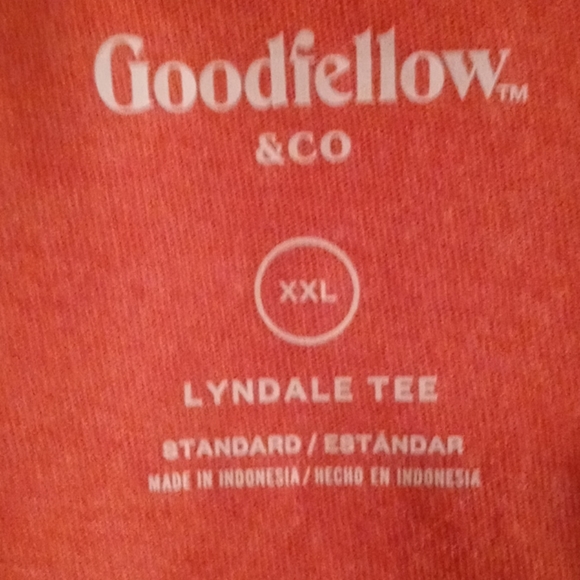 Goodfellow™
&CO
XXL
LYNDALE TEE
STANDARD / ESTÁNDAR
MADE IN INDONESIA / HECHO EN INDONESIA